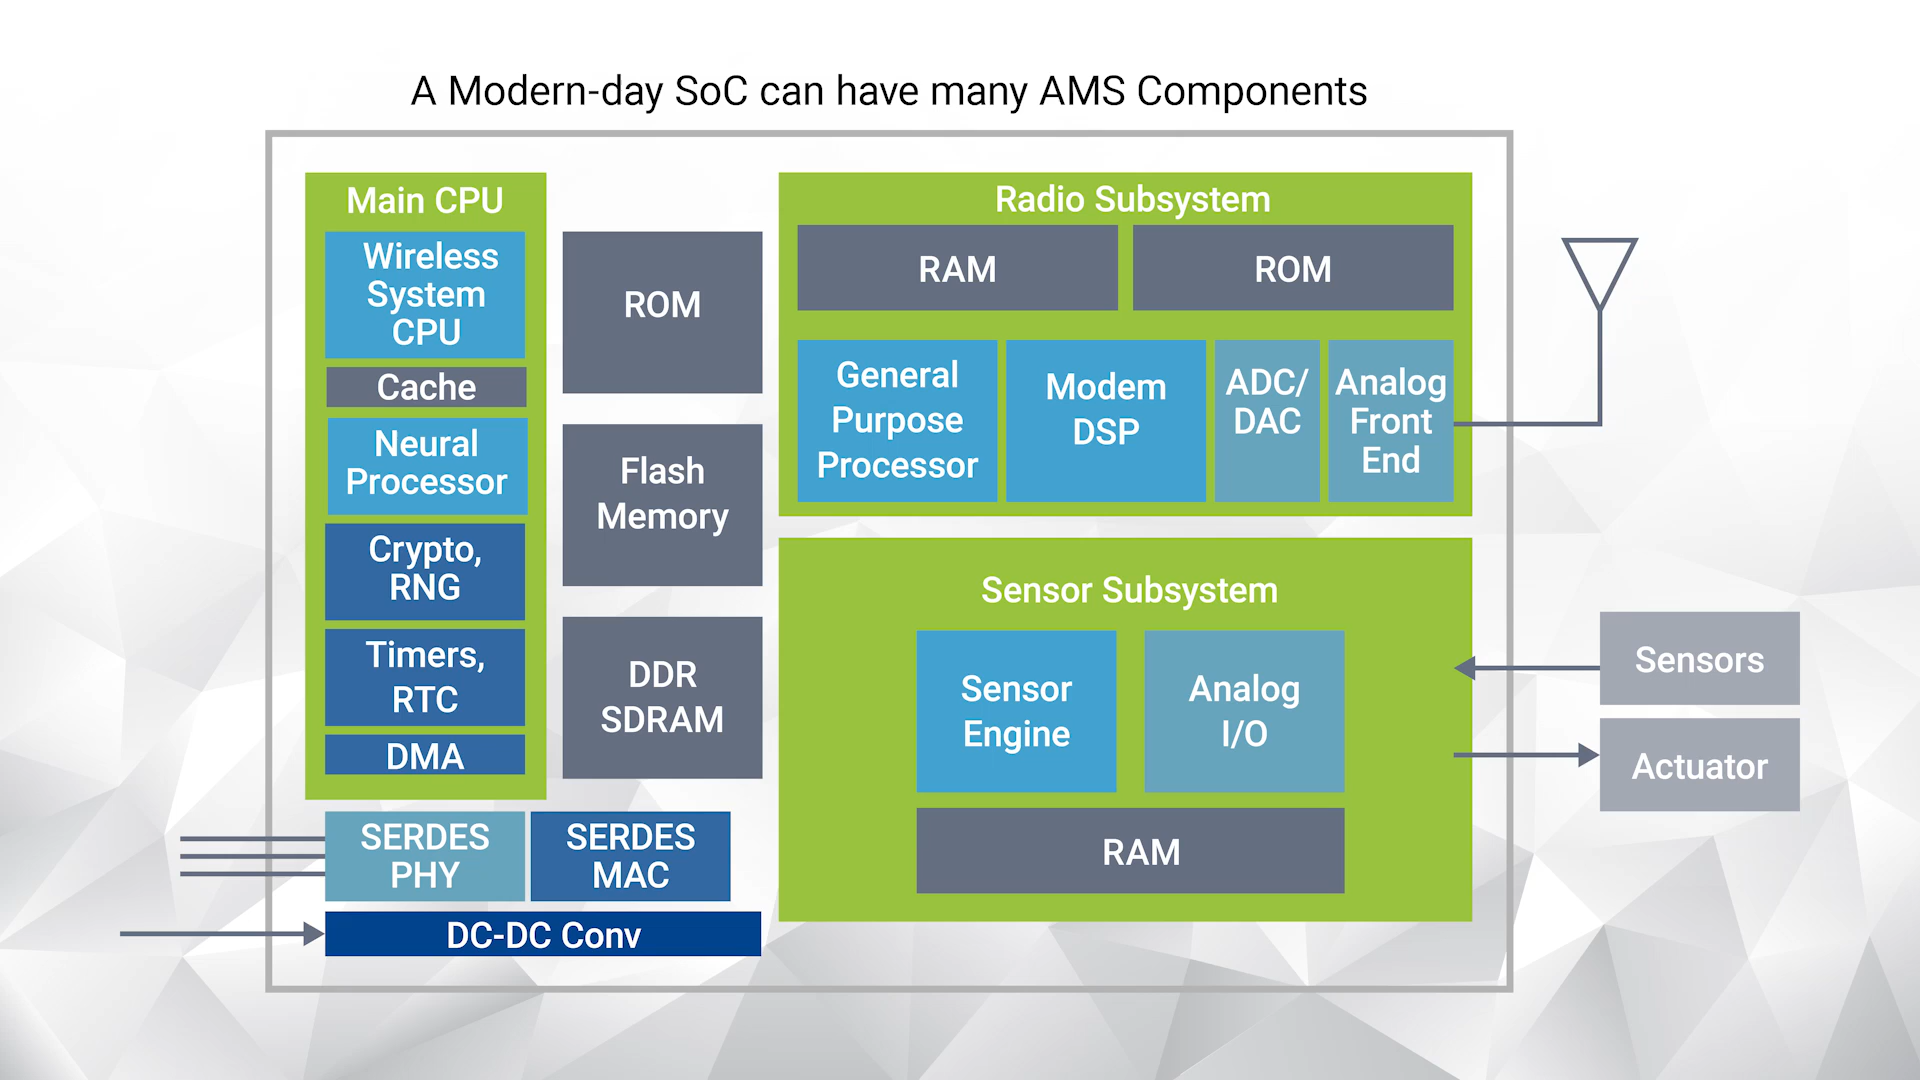 A Modern-day SoC can have many AMS Components
Main CPU
Wireless
System
CPU
Cache
Neural
Processor
Crypto,
RNG
Timers,
RTC
DMA
ROM
Flash
Memory
DDR
SDRAM
SERDES
PHY
SERDES
MAC
DC-DC Conv
Radio Subsystem
RAM
ROM
General
Purpose
Processor
Modem
DSP
ADC/
DAC
Analog
Front
End
Sensor Subsystem
Sensor
Engine
Analog
I/O
RAM
Sensors
Actuator